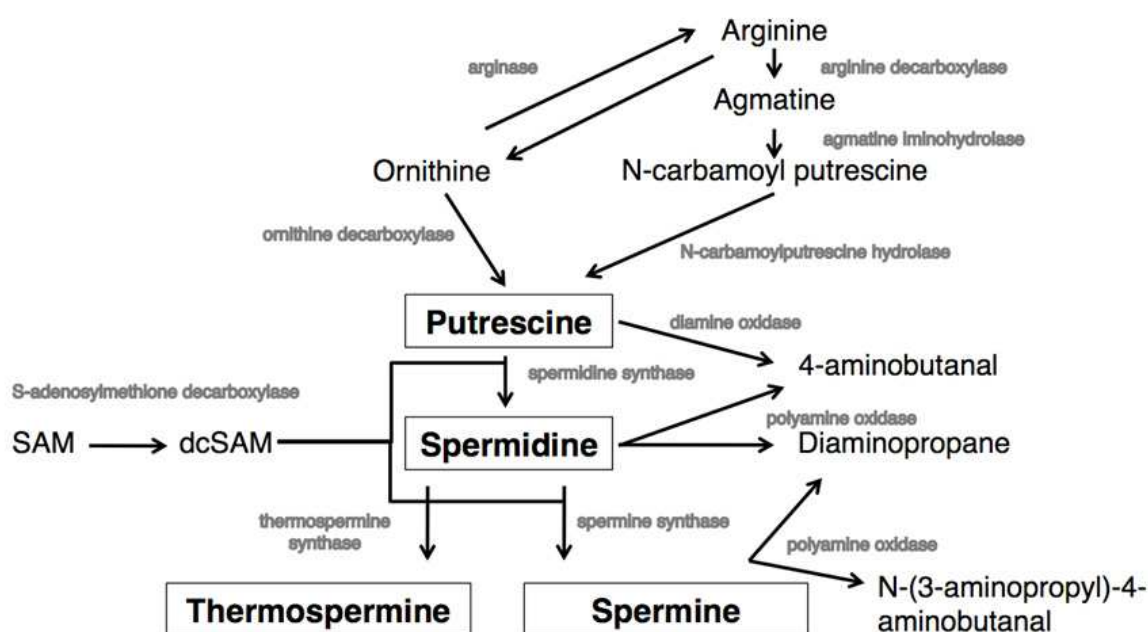 Arginine
arginase
arginine decarboxylase
Agmatine
agmatine iminohydrolase
Ornithine
N-carbamoyl putrescine
ornithine decarboxylase
N-carbamoylputrescine hydrolase
Putrescine
diamine oxidase
4-aminobutanal
spermidine synthase
S-adenosylmethione decarboxylase
polyamine oxidase
SAM
dcSAM
Spermidine
Diaminopropane
thermospermine
synthase
spermine synthase
polyamine oxidase
Thermospermine
Spermine
N-(3-aminopropyl)-4-
aminobutanal